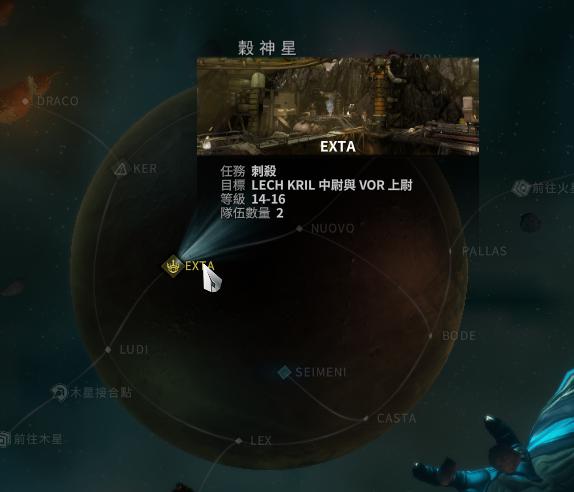 穀神星
DRACO
EXTA
KER
任務 刺殺
目標 LECH KRIL 中尉與 VOR 上尉
等級 14-16
隊伍數量 2
前往火
NUOVO
PALLAS
EXTA
BODE
LUDI
SEIMENI
木星接合點
CASTA
前往木星
LEX